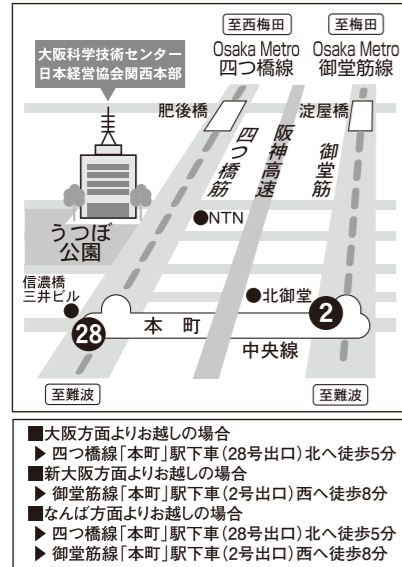 至西梅田
至梅田
大阪科学技術センター
日本経営協会関西本部
Osaka Metro
四つ橋線
Osaka Metro
御堂筋線
肥後橋
淀屋橋
四つ橋筋
阪神高速
御堂筋
NTN
うつぼ
公園
信濃橋
三井ビル
北御堂
2
28
本町
中央線
至難波
至難波
■大阪方面よりお越しの場合
▶ 四つ橋線「本町」駅下車（28号出口）北へ徒歩5分
■新大阪方面よりお越しの場合
▶ 御堂筋線「本町」駅下車（2号出口）西へ徒歩8分
■なんば方面よりお越しの場合
▶ 四つ橋線「本町」駅下車（28号出口）北へ徒歩5分
▶ 御堂筋線「本町」駅下車（2号出口）西へ徒歩8分